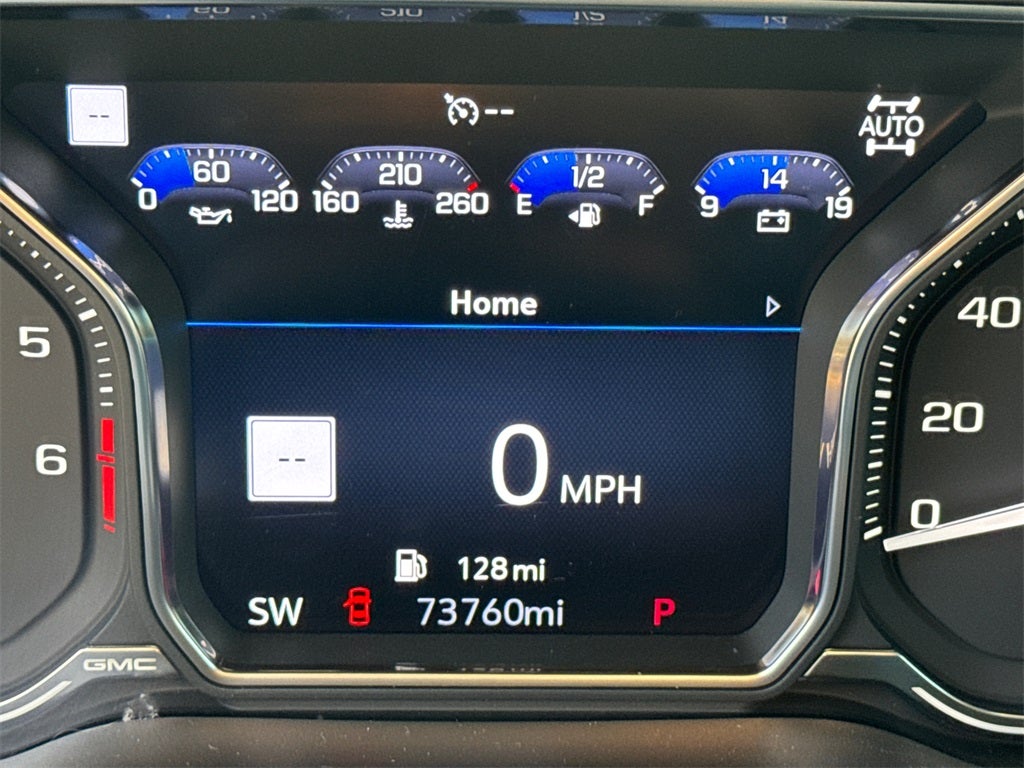 -- -- AUTO
60 210 1/2 14
0 120 160 260 E F 9 19
Home
40
5
20
6
-- 0 MPH
0
128 mi
SW 73760mi P
GMC